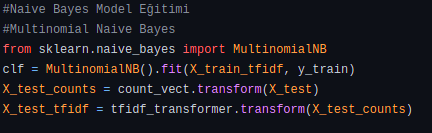 #Naive Bayes Model Eğitimi
#Multinomial Naive Bayes
from sklearn.naive_bayes import MultinomialNB
clf = MultinomialNB().fit(X_train_tfidf, y_train)
X_test_counts = count_vect.transform(X_test)
X_test_tfidf = tfidf_transformer.transform(X_test_counts)